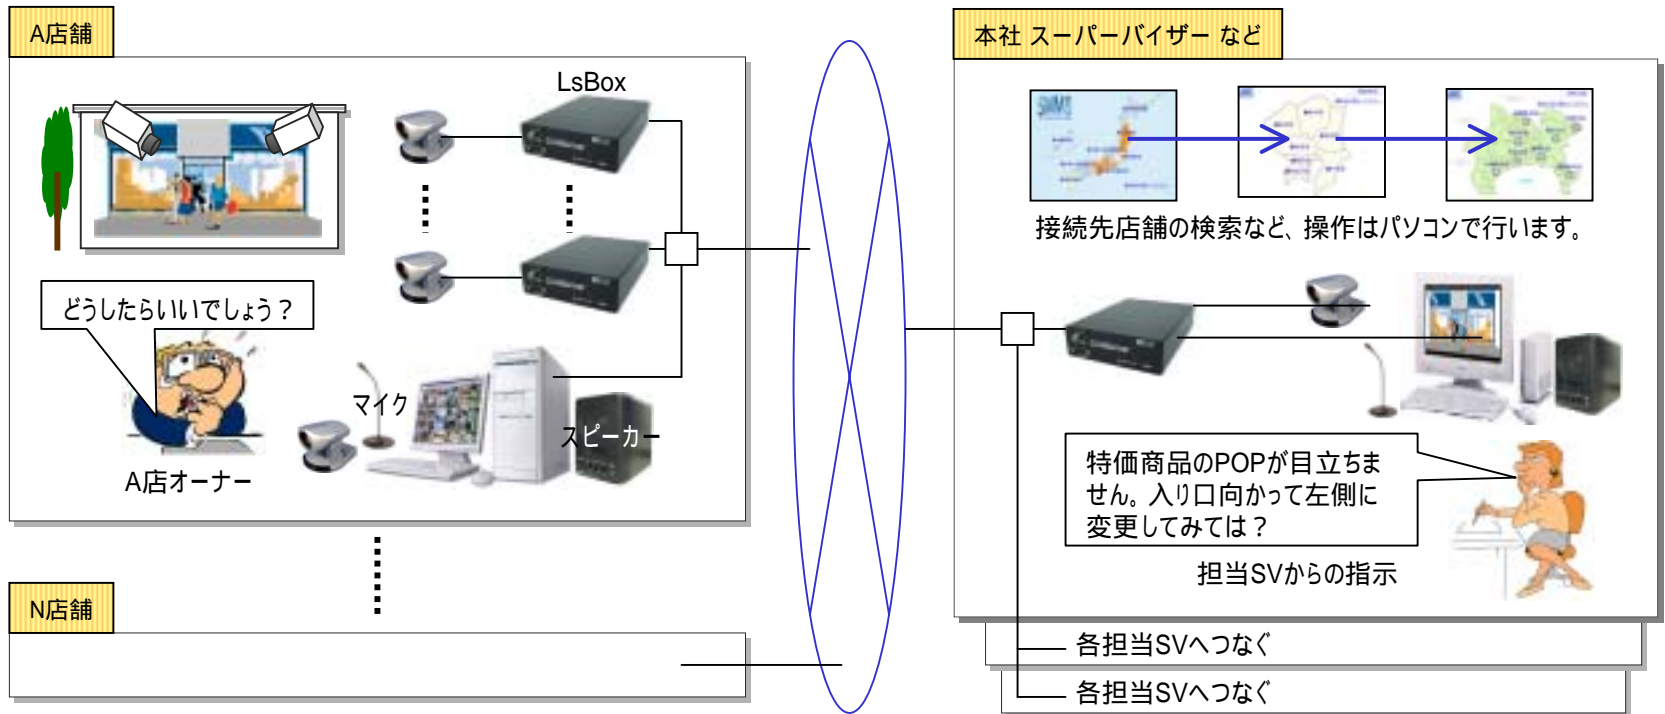 A店舗
LsBox
どうしたらいいでしょう？
マイク
スピーカー
A店オーナー
N店舗
本社 スーパーバイザー など
接続先店舗の検索など、操作はパソコンで行います。
特価商品のPOPが目立ちま
せん。入り口向かって左側に
変更してみては？
担当SVからの指示
各担当SVへつなぐ
各担当SVへつなぐ